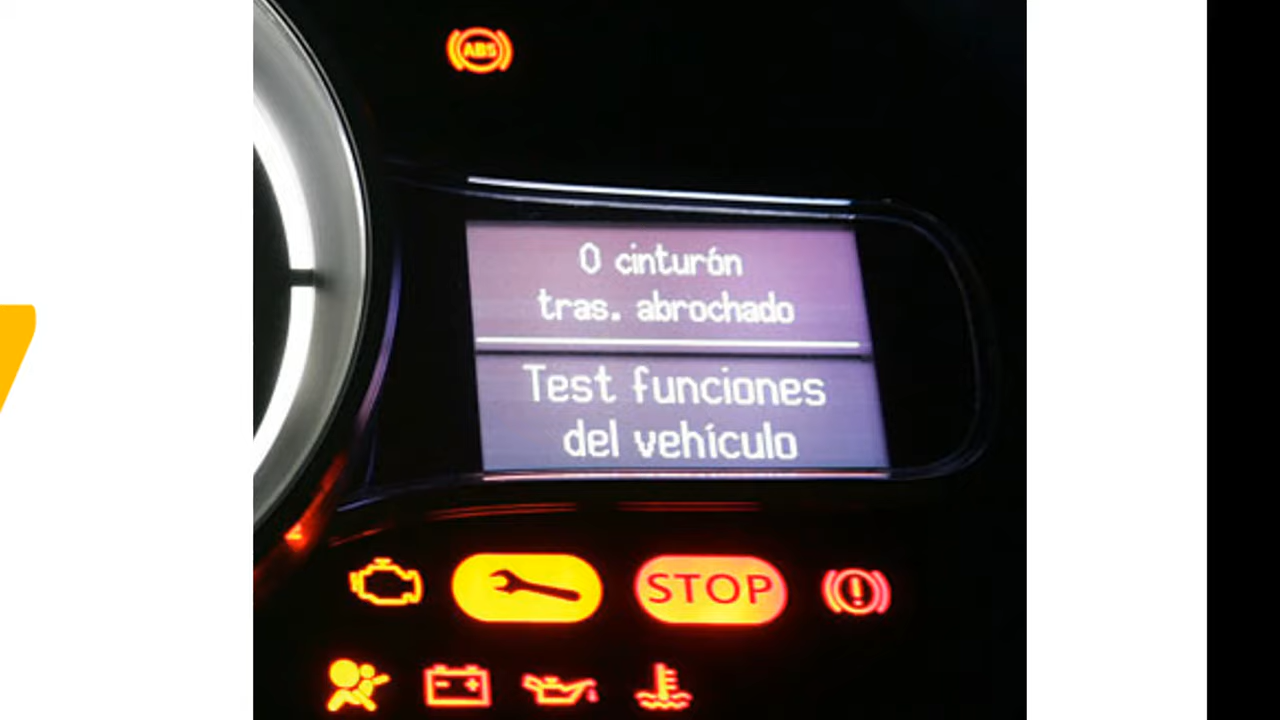 ABS
0 cinturón
tras. abrochado
Test funciones
del vehículo
STOP